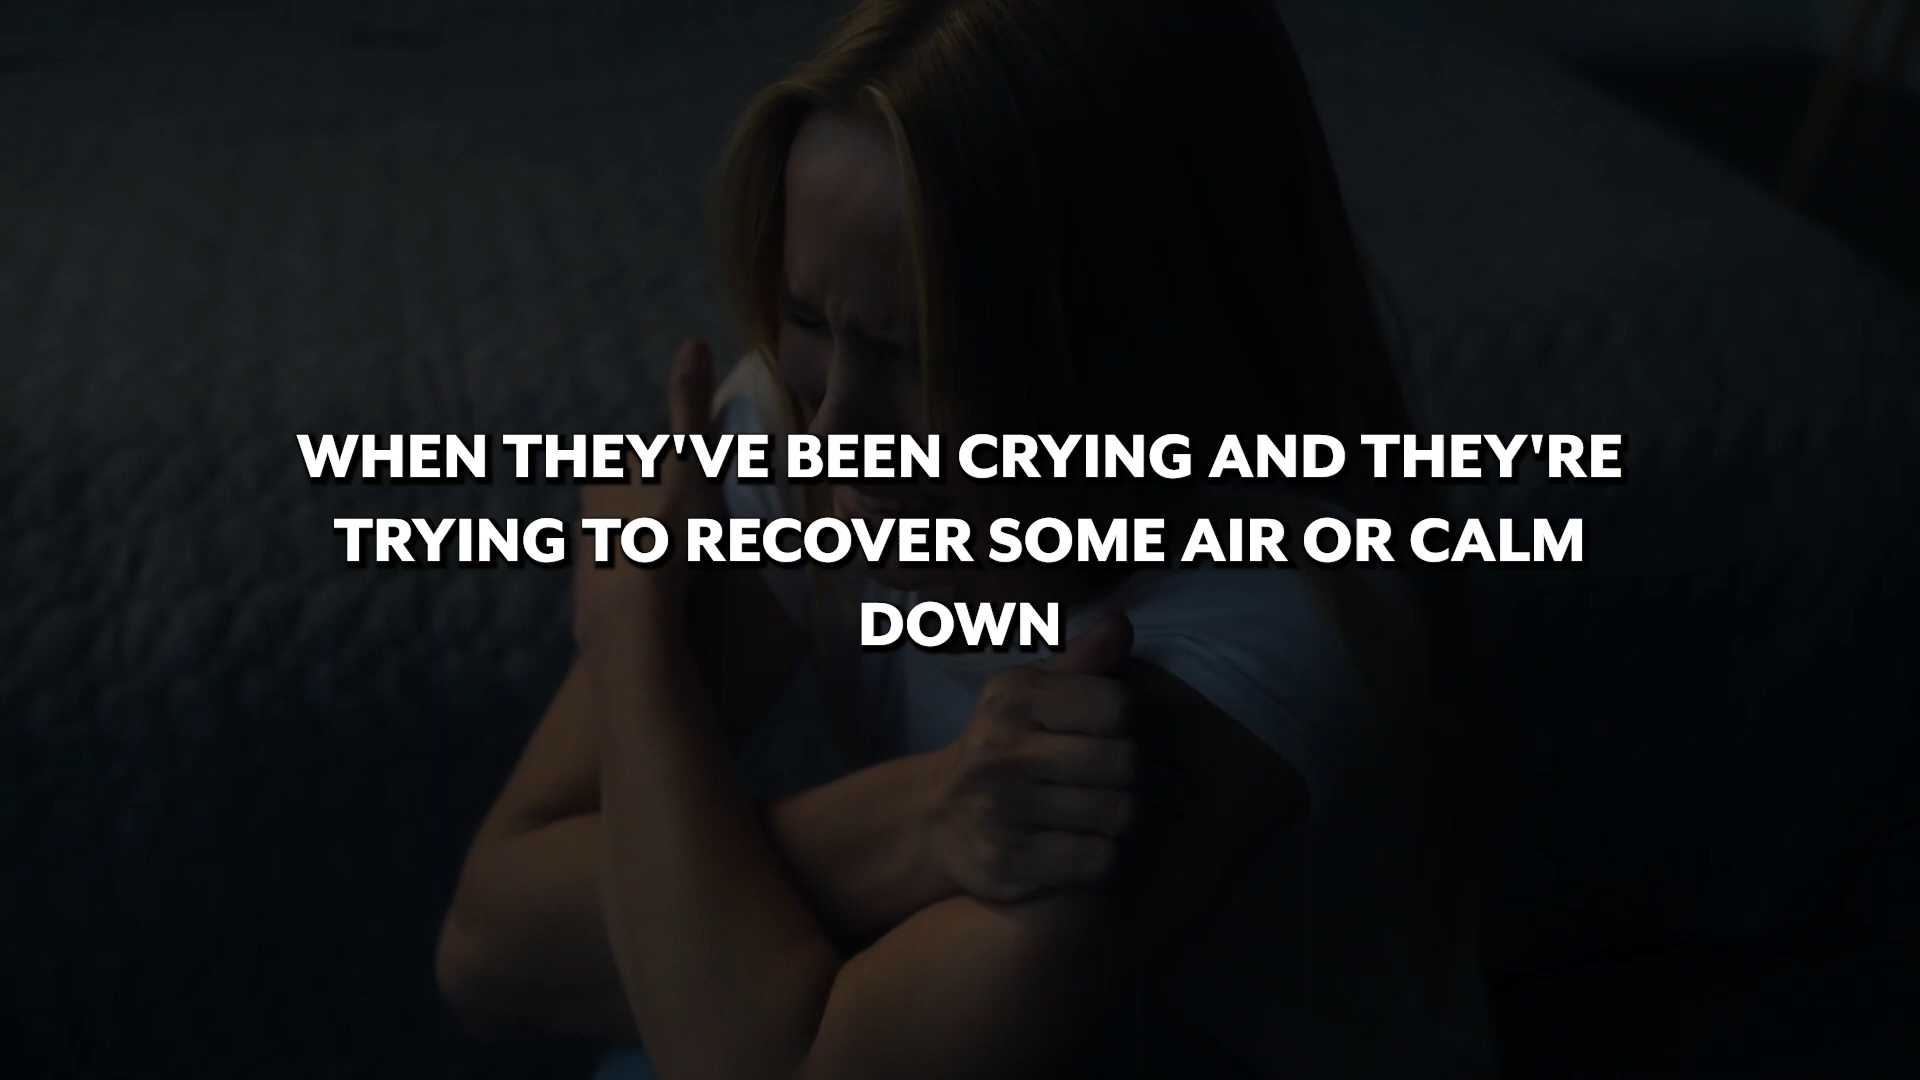 WHEN THEY'VE BEEN CRYING AND THEY'RE
TRYING TO RECOVER SOME AIR OR CALM
DOWN